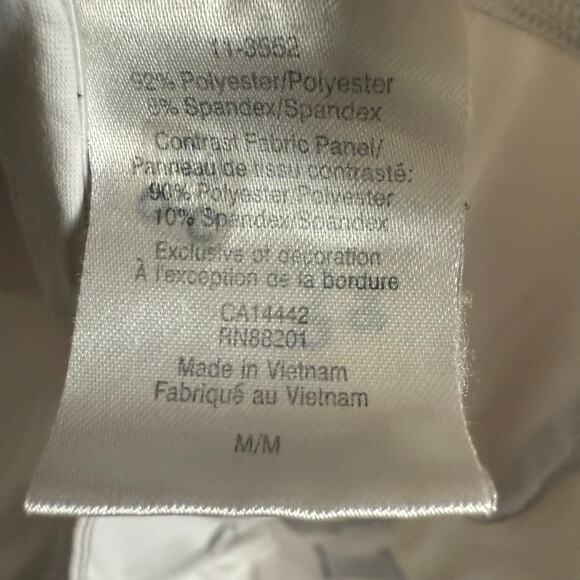 11-3552
92% Polyester/Polyester
8% Spandex/Spandex
Contrast Fabric Panel/
Panneau de tissu contrasté:
90% Polyester/Polyester
10% Spandex/Spandex
Exclusive of decoration
À l'exception de la bordure
CA14442
RN88201
Made in Vietnam
Fabriqué au Vietnam
M/M